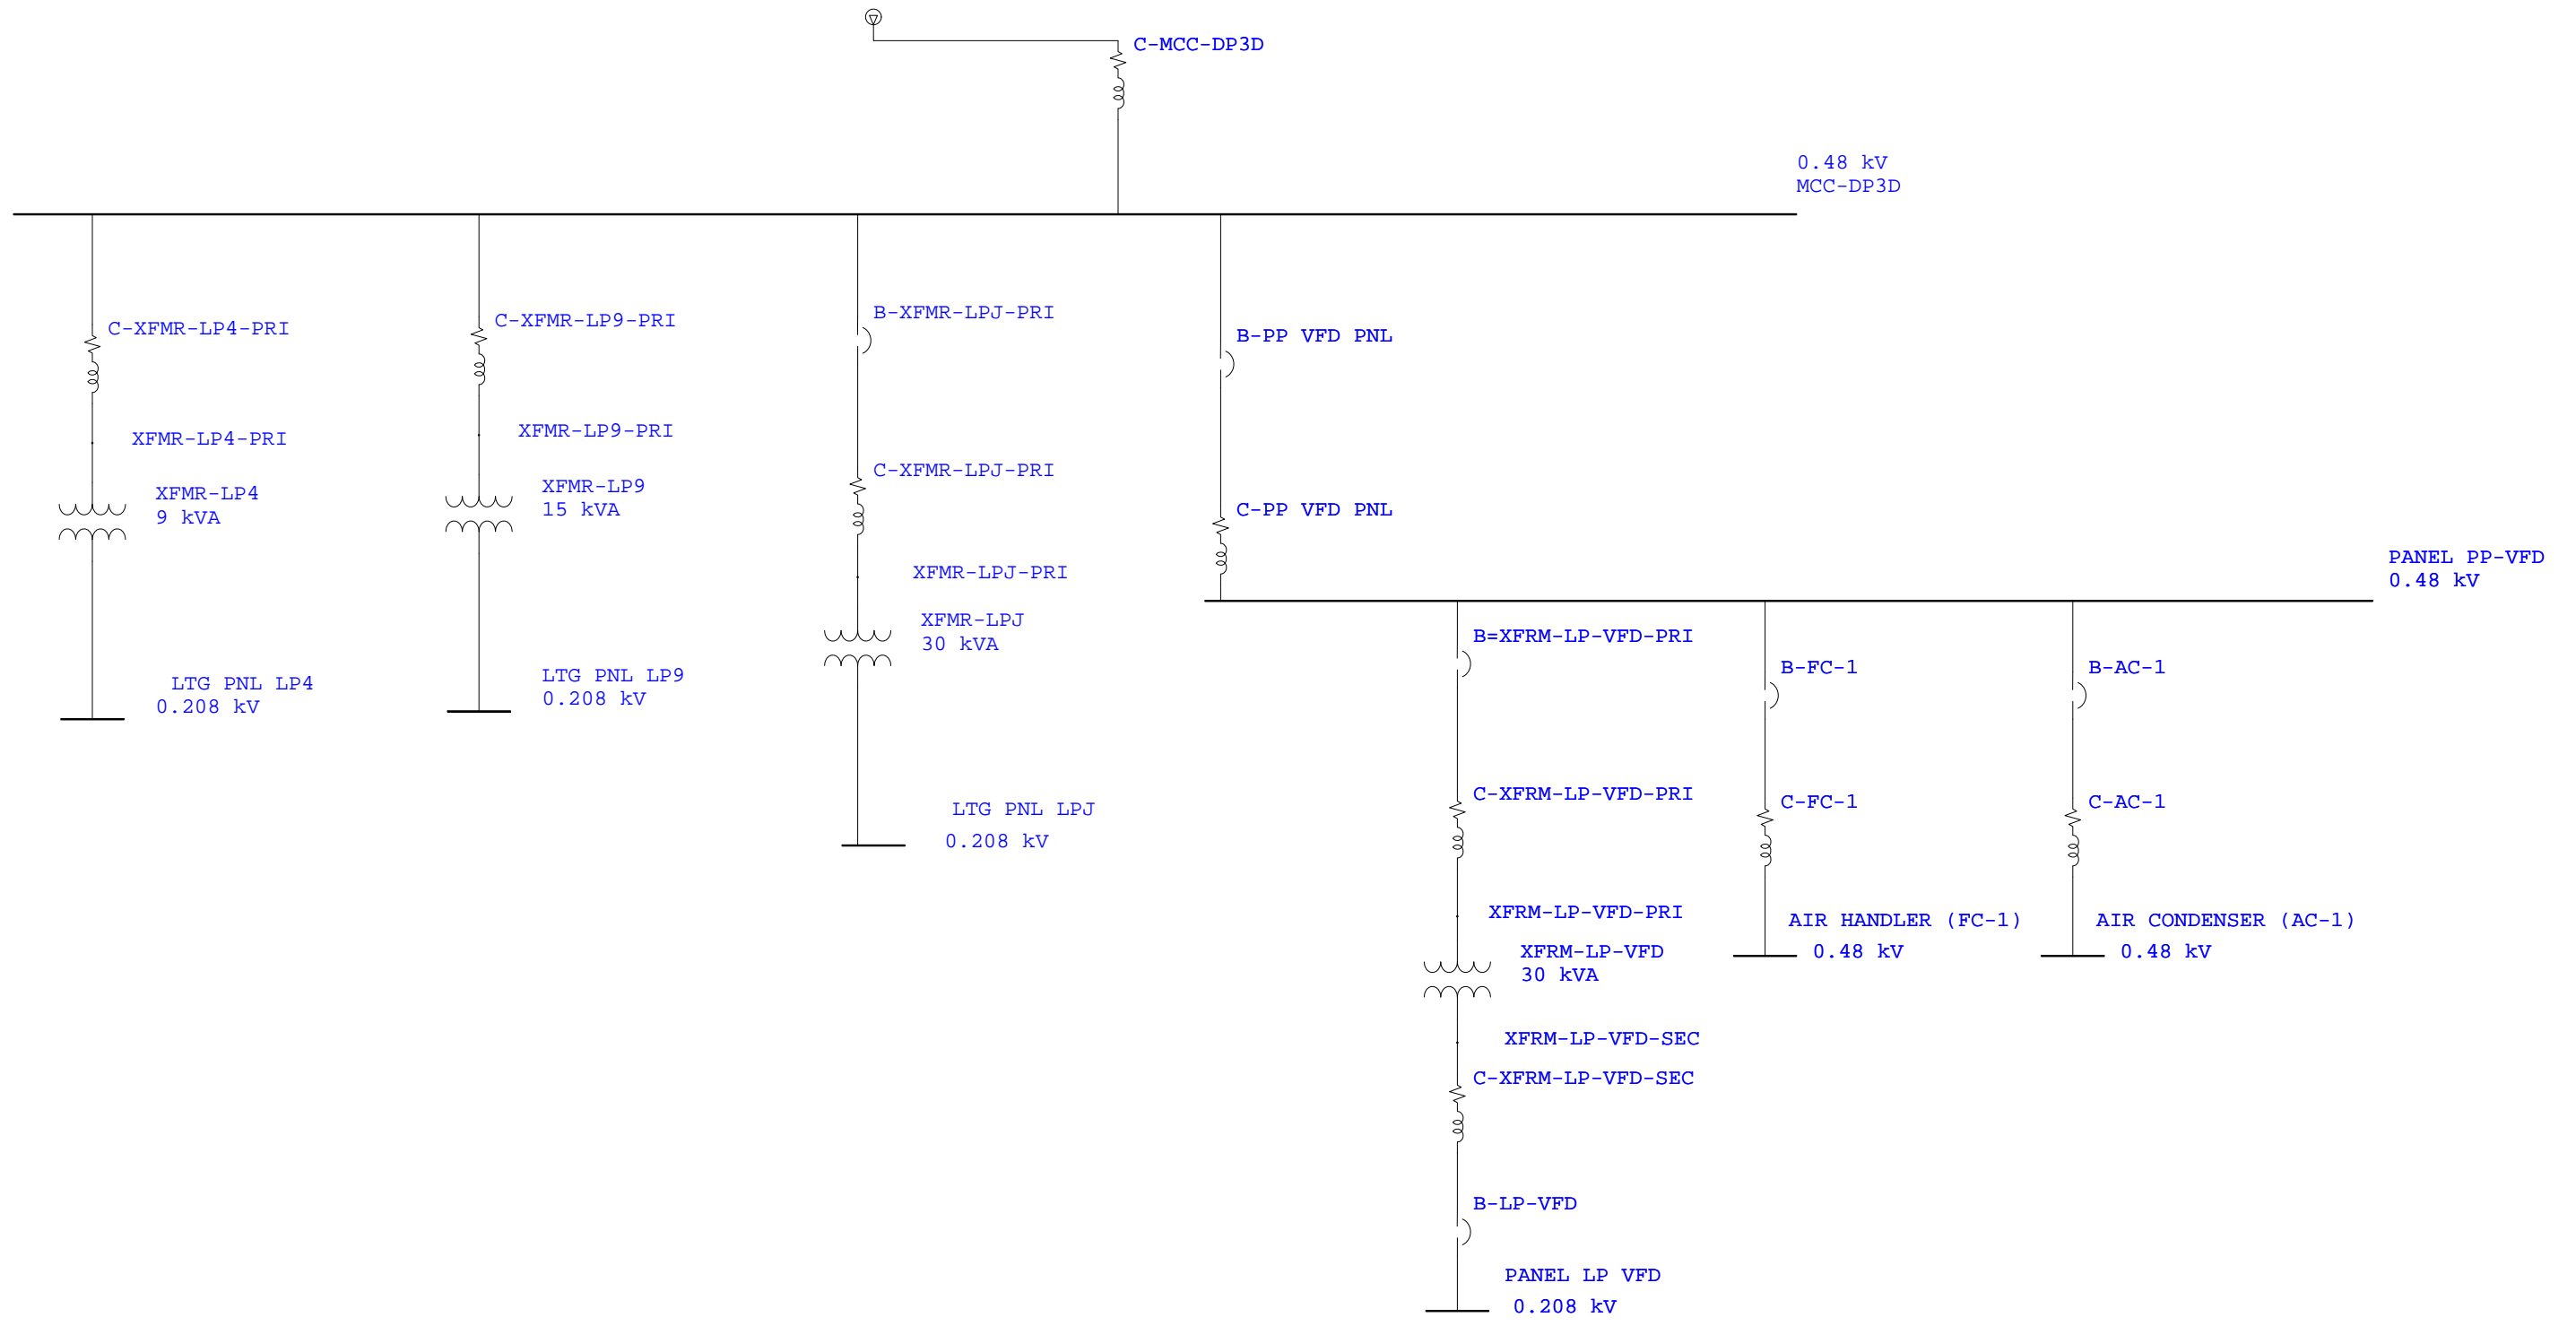 C-MCC-DP3D
0.48 kV
MCC-DP3D
C-XFMR-LP4-PRI
XFMR-LP4-PRI
XFMR-LP4
9 kVA
LTG PNL LP4
0.208 kV
C-XFMR-LP9-PRI
XFMR-LP9-PRI
XFMR-LP9
15 kVA
LTG PNL LP9
0.208 kV
B-XFMR-LPJ-PRI
C-XFMR-LPJ-PRI
XFMR-LPJ-PRI
XFMR-LPJ
30 kVA
LTG PNL LPJ
0.208 kV
B-PP VFD PNL
C-PP VFD PNL
PANEL PP-VFD
0.48 kV
B=XFRM-LP-VFD-PRI
C-XFRM-LP-VFD-PRI
XFRM-LP-VFD-PRI
XFRM-LP-VFD
30 kVA
XFRM-LP-VFD-SEC
C-XFRM-LP-VFD-SEC
B-LP-VFD
PANEL LP VFD
0.208 kV
B-FC-1
C-FC-1
AIR HANDLER (FC-1)
0.48 kV
B-AC-1
C-AC-1
AIR CONDENSER (AC-1)
0.48 kV